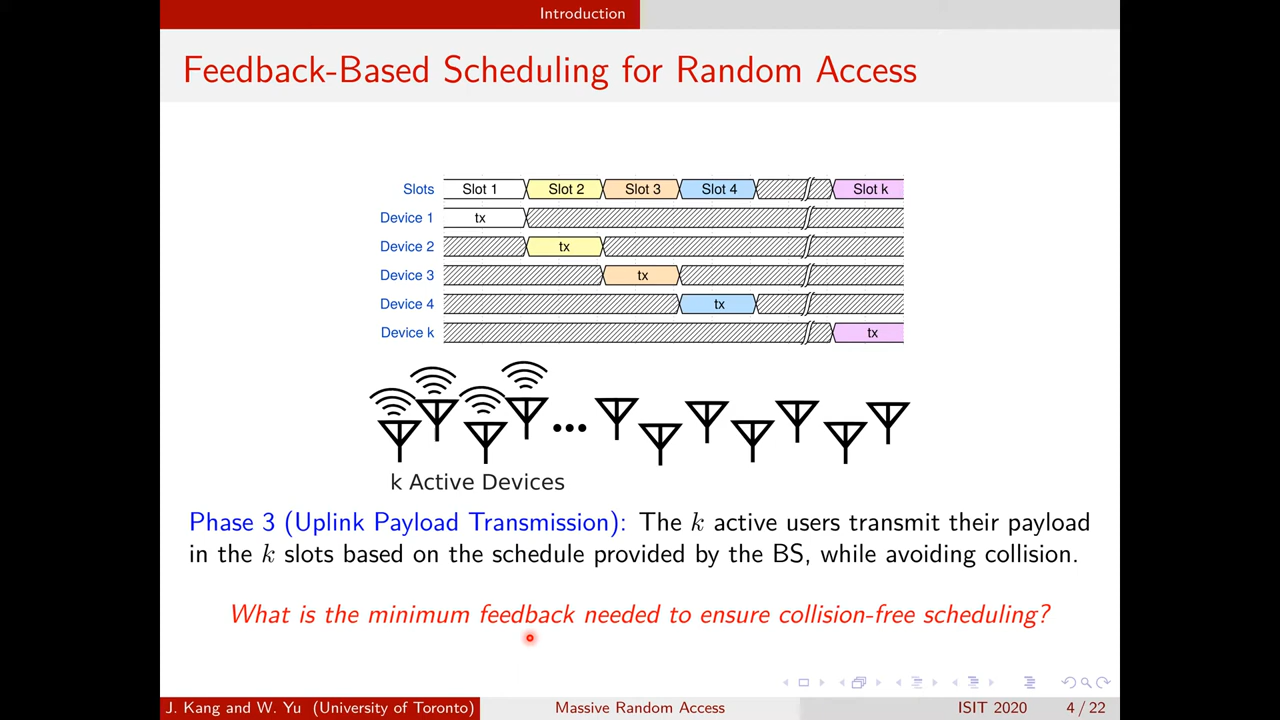 Introduction
Feedback-Based Scheduling for Random Access
Slots Slot 1 Slot 2 Slot 3 Slot 4 Slot k
Device 1 tx
Device 2 tx
Device 3 tx
Device 4 tx
Device k tx
k Active Devices
Phase 3 (Uplink Payload Transmission): The k active users transmit their payload
in the k slots based on the schedule provided by the BS, while avoiding collision.
What is the minimum feedback needed to ensure collision-free scheduling?
J. Kang and W. Yu (University of Toronto) Massive Random Access ISIT 2020 4 / 22